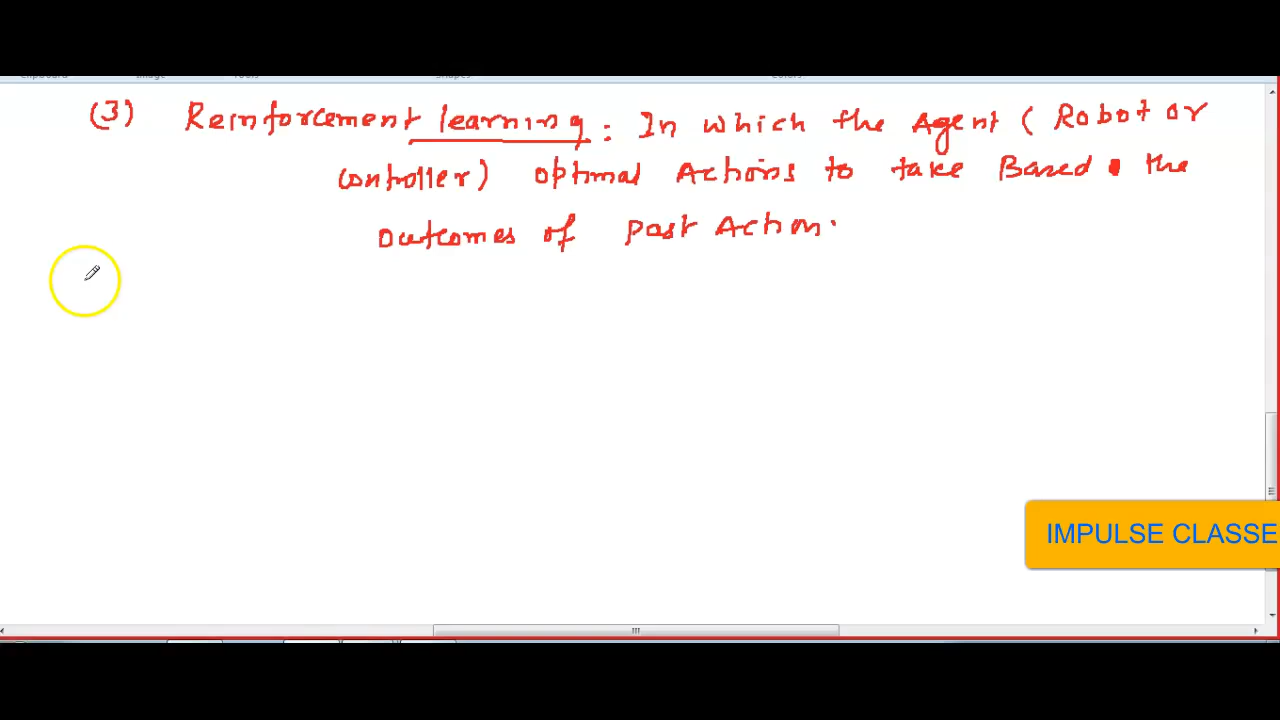 (3) Reinforcement learning : In which the Agent ( Robot or
controller) optimal Actions to take Based the
outcomes of past Action.
IMPULSE CLASSE